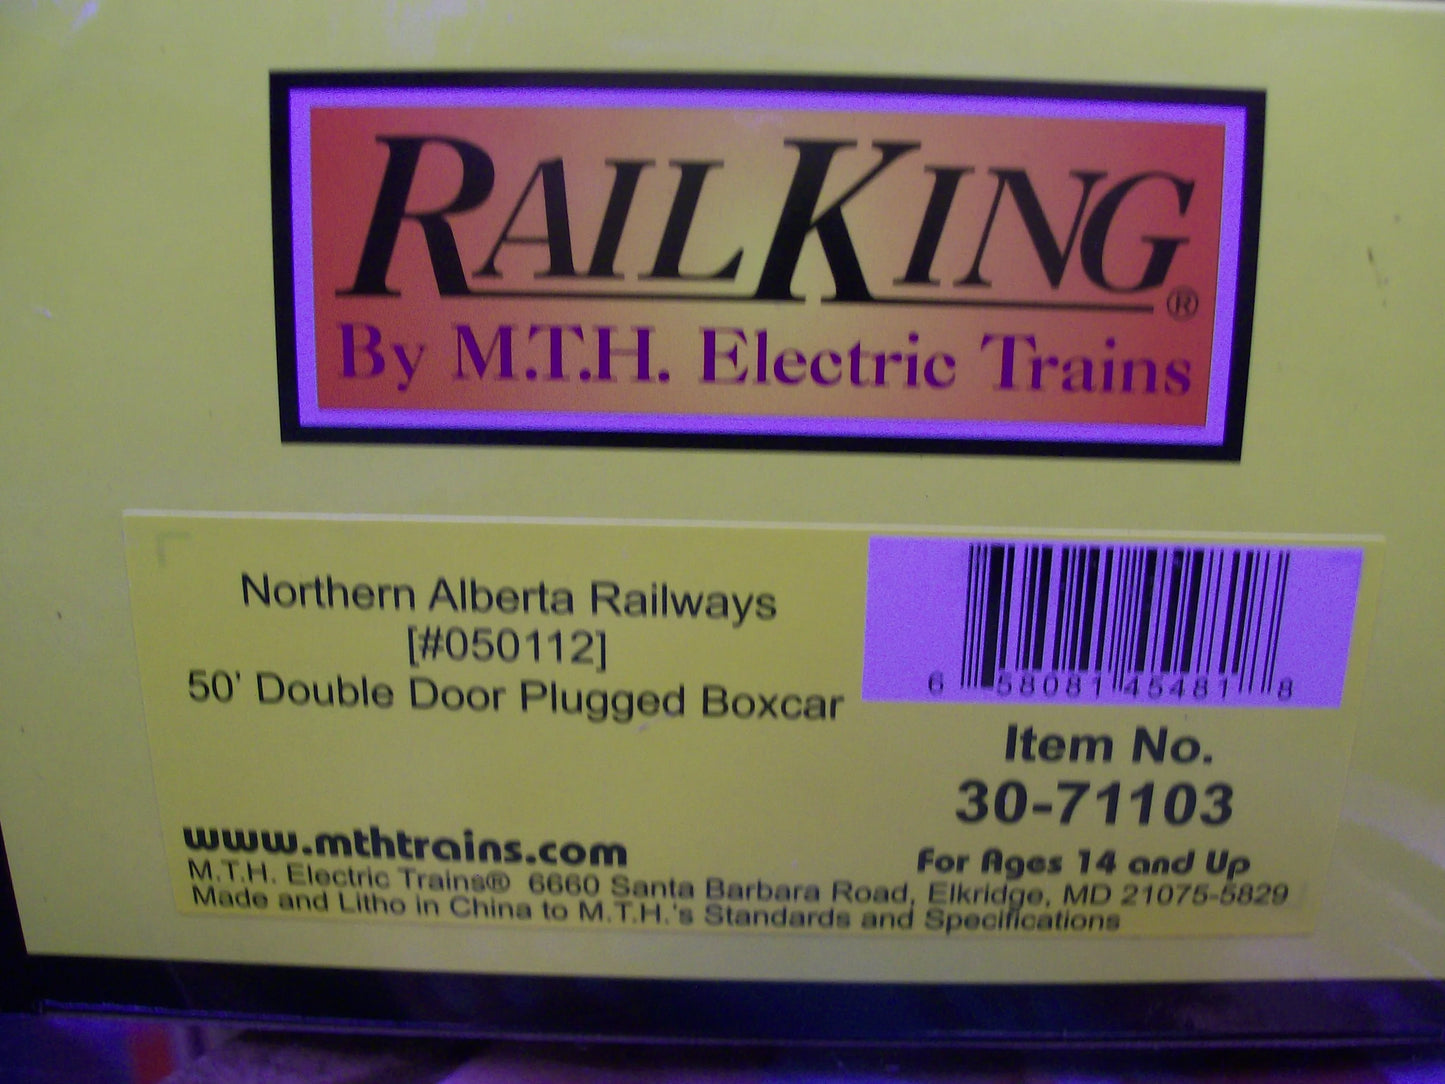 RAILKING®
By M.T.H. Electric Trains
Northern Alberta Railways
[#050112]
50' Double Door Plugged Boxcar
6 58081 45481 8
Item No.
30-71103
For Ages 14 and Up
www.mthtrains.com
M.T.H. Electric Trains® 6660 Santa Barbara Road, Elkridge, MD 21075-5829
Made and Litho in China to M.T.H.'s Standards and Specifications